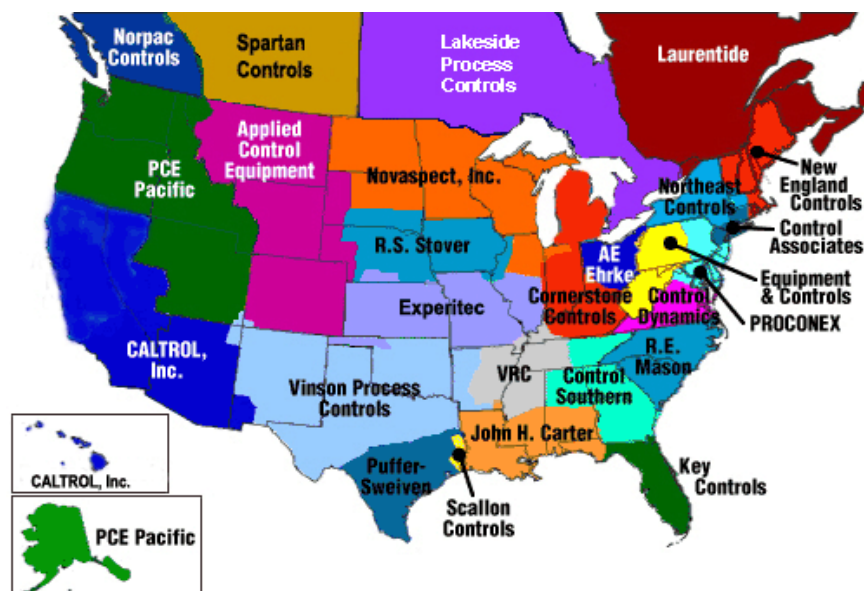 Norpac
Controls
Spartan
Controls
Lakeside
Process
Controls
Laurentide
Applied
Control
Equipment
PCE
Pacific
Novaspect, Inc.
Northeast
Controls
New
England
Controls
Control
Associates
R.S. Stover
AE
Ehrke
Equipment
& Controls
Experitec
Cornerstone
Controls
Control
Dynamics
PROCONEX
CALTROL,
Inc.
VRC
R.E.
Mason
Vinson Process
Controls
Control
Southern
John H. Carter
Puffer-
Sweiven
Scallon
Controls
Key
Controls
CALTROL, Inc.
PCE Pacific